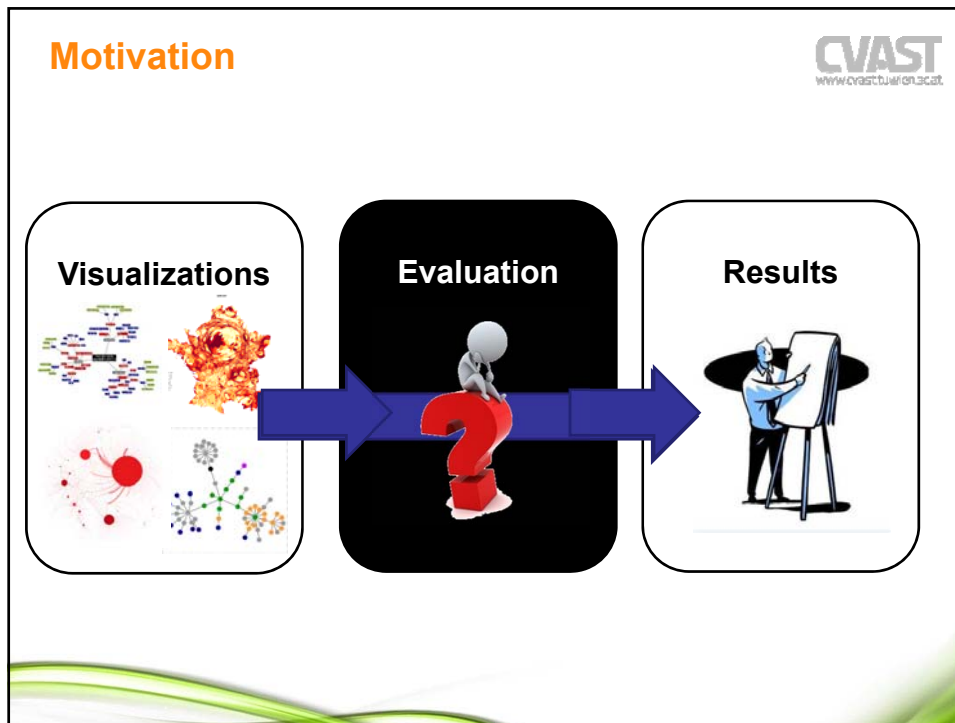 Motivation
CVAST
www.cvast.tuwien.ac.at
Visualizations
Evaluation
Results